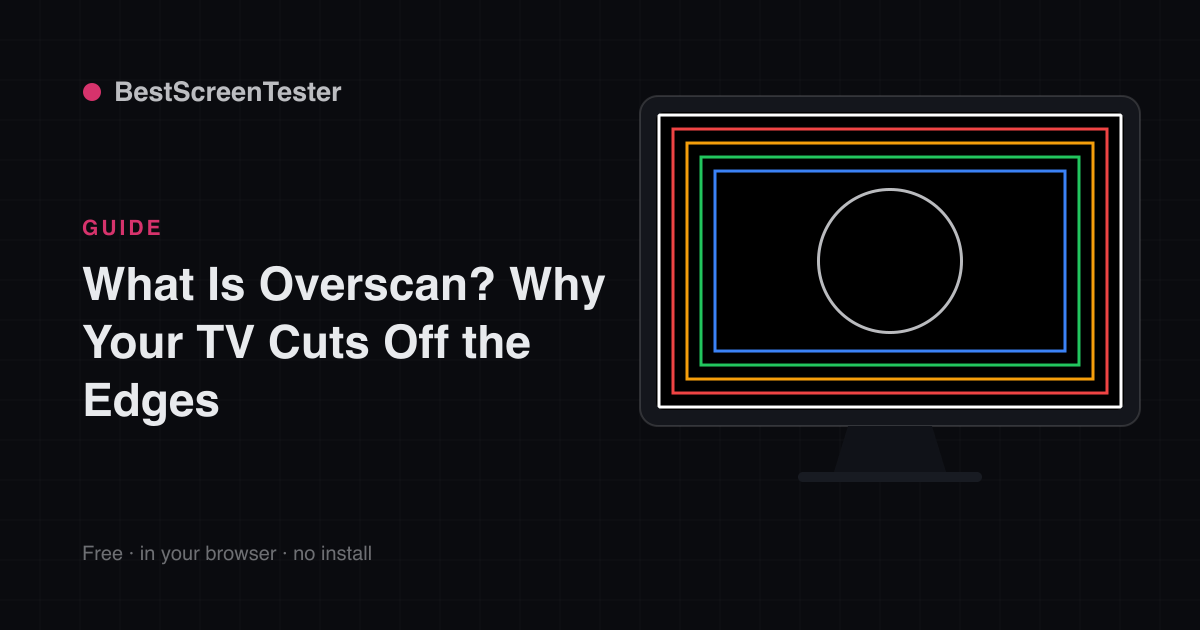 BestScreenTester
GUIDE
What Is Overscan? Why
Your TV Cuts Off the
Edges
Free · in your browser · no install